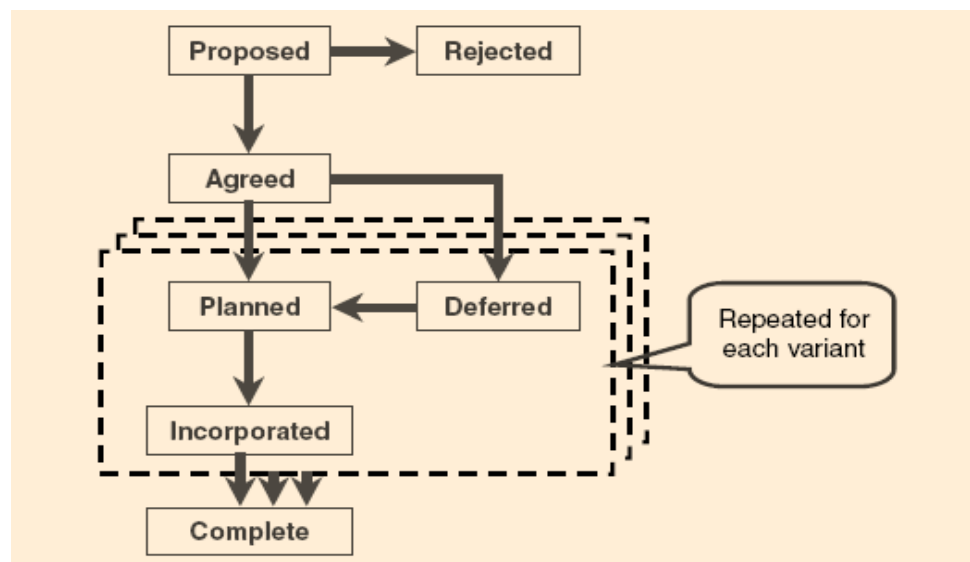 Proposed
Rejected
Agreed
Planned
Deferred
Repeated for
each variant
Incorporated
Complete